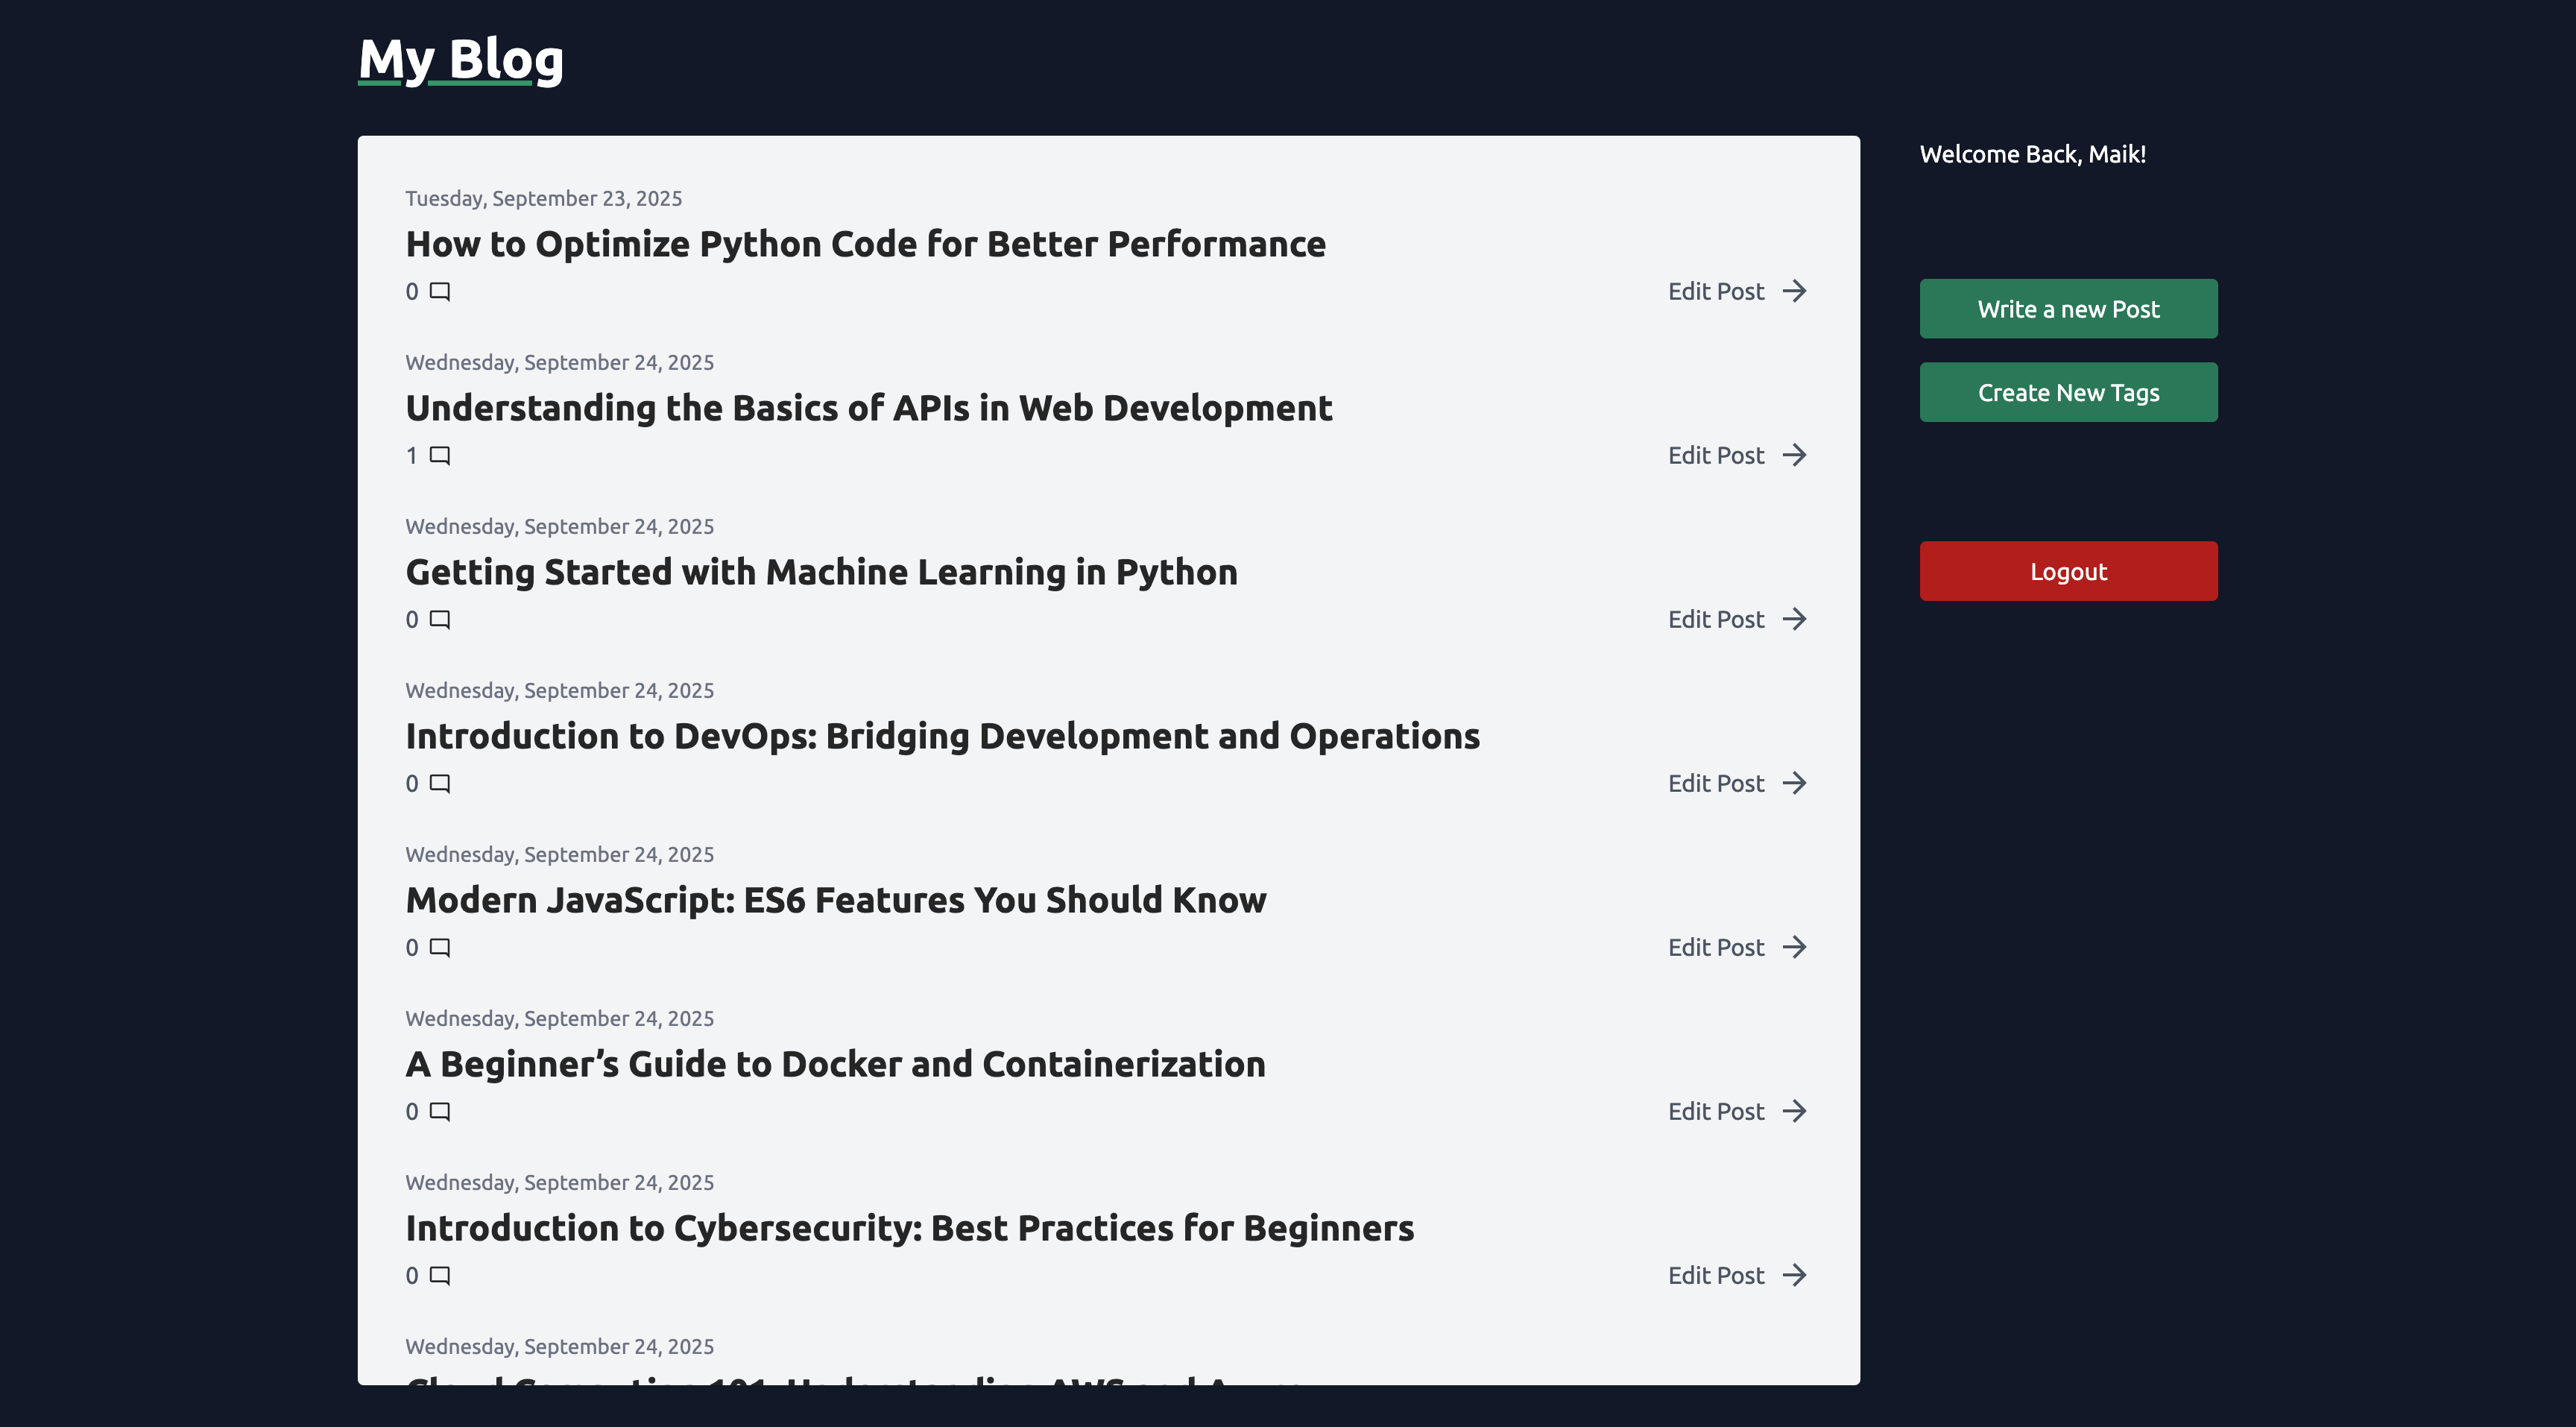 My Blog
Welcome Back, Maik!
Tuesday, September 23, 2025
How to Optimize Python Code for Better Performance
0
Edit Post
Write a new Post
Wednesday, September 24, 2025
Create New Tags
Understanding the Basics of APIs in Web Development
1
Edit Post
Wednesday, September 24, 2025
Getting Started with Machine Learning in Python
Logout
0
Edit Post
Wednesday, September 24, 2025
Introduction to DevOps: Bridging Development and Operations
0
Edit Post
Wednesday, September 24, 2025
Modern JavaScript: ES6 Features You Should Know
0
Edit Post
Wednesday, September 24, 2025
A Beginner’s Guide to Docker and Containerization
0
Edit Post
Wednesday, September 24, 2025
Introduction to Cybersecurity: Best Practices for Beginners
0
Edit Post
Wednesday, September 24, 2025